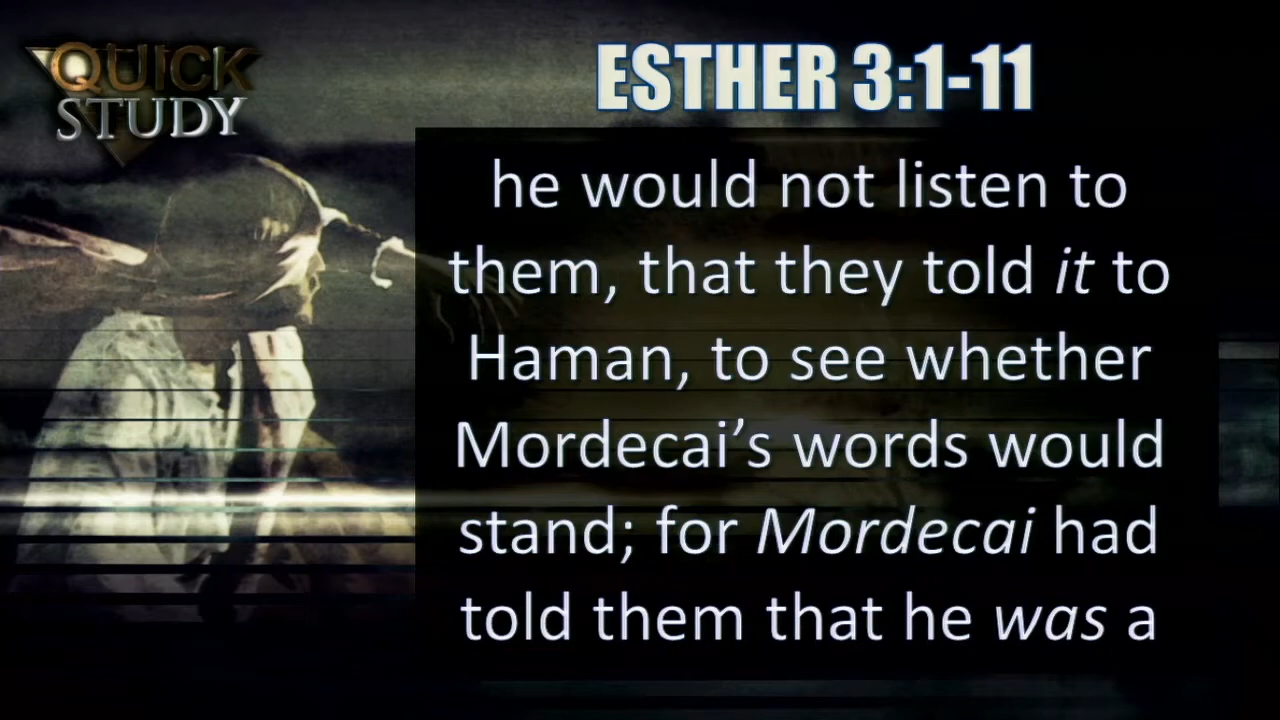 QUICK
STUDY
ESTHER 3:1-11
he would not listen to
them, that they told it to
Haman, to see whether
Mordecai’s words would
stand; for Mordecai had
told them that he was a